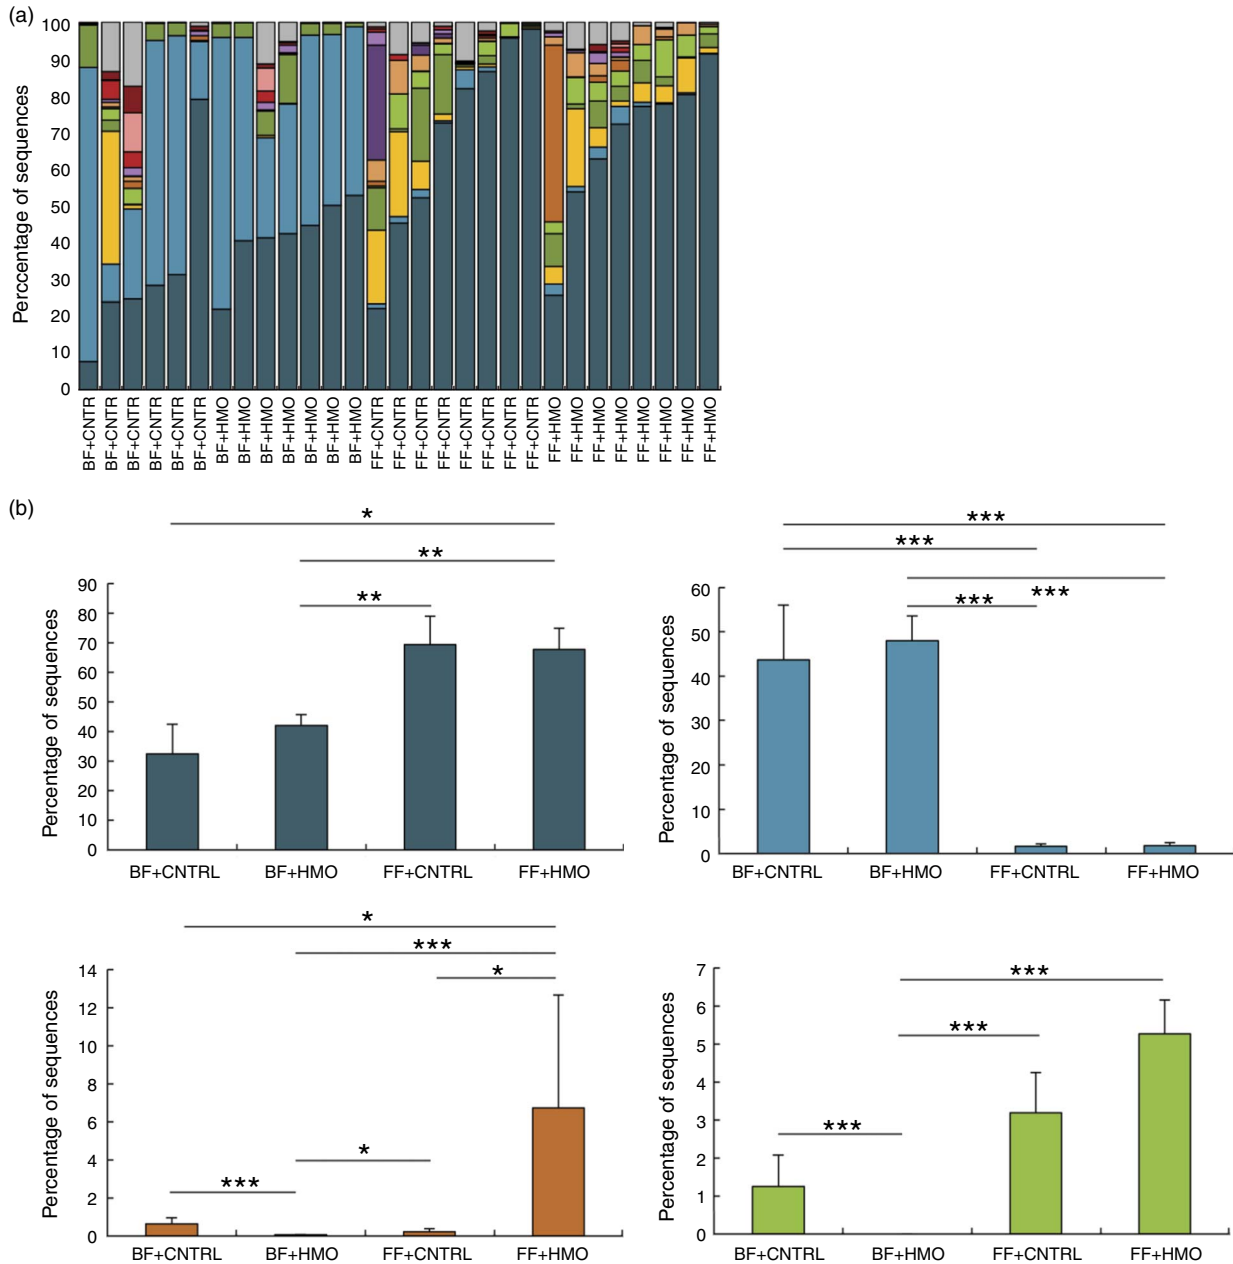 (a)
Perccentage of sequences
100
90
80
70
60
50
40
30
20
10
0
BF+CNTR
BF+CNTR
BF+CNTR
BF+CNTR
BF+CNTR
BF+CNTR
BF+HMO
BF+HMO
BF+HMO
BF+HMO
BF+HMO
BF+HMO
BF+HMO
FF+CNTR
FF+CNTR
FF+CNTR
FF+CNTR
FF+CNTR
FF+CNTR
FF+CNTR
FF+CNTR
FF+HMO
FF+HMO
FF+HMO
FF+HMO
FF+HMO
FF+HMO
FF+HMO
FF+HMO
(b)
*
**
**
Percentage of sequences
90
80
70
60
50
40
30
20
10
0
BF+CNTRL BF+HMO FF+CNTRL FF+HMO
***
***
***
***
Percentage of sequences
60
50
40
30
20
10
0
BF+CNTRL BF+HMO FF+CNTRL FF+HMO
*
***
*
*
***
Percentage of sequences
14
12
10
8
6
4
2
0
BF+CNTRL BF+HMO FF+CNTRL FF+HMO
***
***
***
Percentage of sequences
7
6
5
4
3
2
1
0
BF+CNTRL BF+HMO FF+CNTRL FF+HMO